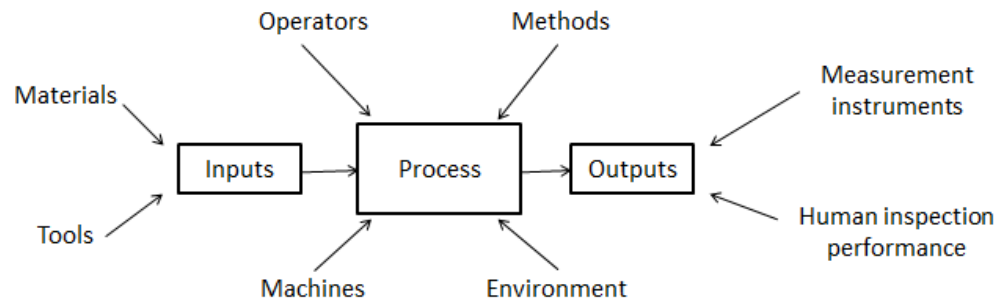 Operators
Methods
Materials
Measurement
instruments
Inputs
Process
Outputs
Tools
Human inspection
performance
Machines
Environment